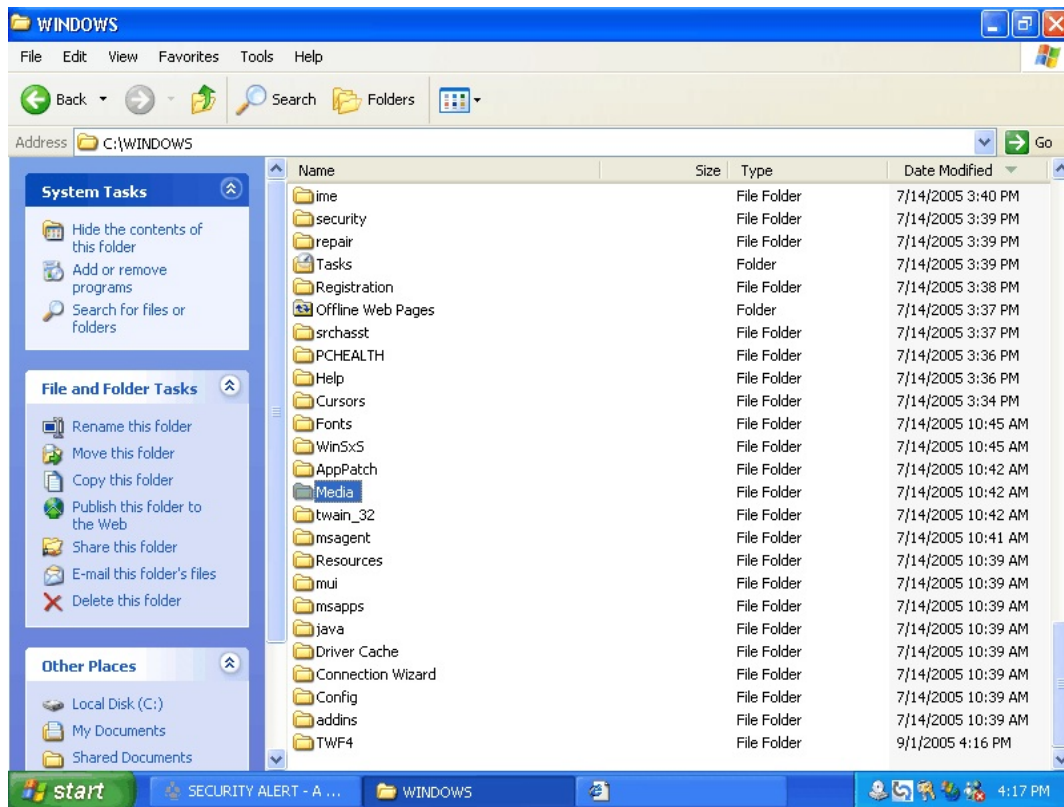 WINDOWS
File Edit View Favorites Tools Help
Back Search Folders
Address C:\WINDOWS Go
System Tasks
Hide the contents of
this folder
Add or remove
programs
Search for files or
folders
File and Folder Tasks
Rename this folder
Move this folder
Copy this folder
Publish this folder to
the Web
Share this folder
E-mail this folder's files
Delete this folder
Other Places
Local Disk (C:)
My Documents
Shared Documents
Name Size Type Date Modified
ime File Folder 7/14/2005 3:40 PM
security File Folder 7/14/2005 3:39 PM
repair File Folder 7/14/2005 3:39 PM
Tasks Folder 7/14/2005 3:39 PM
Registration File Folder 7/14/2005 3:38 PM
Offline Web Pages Folder 7/14/2005 3:37 PM
srchasst File Folder 7/14/2005 3:37 PM
PCHEALTH File Folder 7/14/2005 3:36 PM
Help File Folder 7/14/2005 3:36 PM
Cursors File Folder 7/14/2005 3:34 PM
Fonts File Folder 7/14/2005 10:45 AM
WinSxS File Folder 7/14/2005 10:45 AM
AppPatch File Folder 7/14/2005 10:42 AM
Media File Folder 7/14/2005 10:42 AM
twain_32 File Folder 7/14/2005 10:42 AM
msagent File Folder 7/14/2005 10:41 AM
Resources File Folder 7/14/2005 10:39 AM
mui File Folder 7/14/2005 10:39 AM
msapps File Folder 7/14/2005 10:39 AM
java File Folder 7/14/2005 10:39 AM
Driver Cache File Folder 7/14/2005 10:39 AM
Connection Wizard File Folder 7/14/2005 10:39 AM
Config File Folder 7/14/2005 10:39 AM
addins File Folder 7/14/2005 10:39 AM
TWF4 File Folder 9/1/2005 4:16 PM
start SECURITY ALERT - A ... WINDOWS 4:17 PM